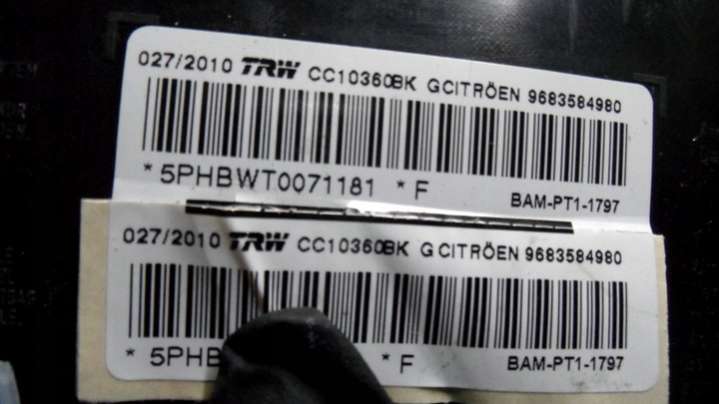 027/2010 TRW CC10360BK GCITRÖEN 9683584980
* 5PHBWT0071181 * F BAM-PT1-1797
027/2010 TRW CC10360BK GCITRÖEN 9683584980
* 5PHB * F BAM-PT1-1797